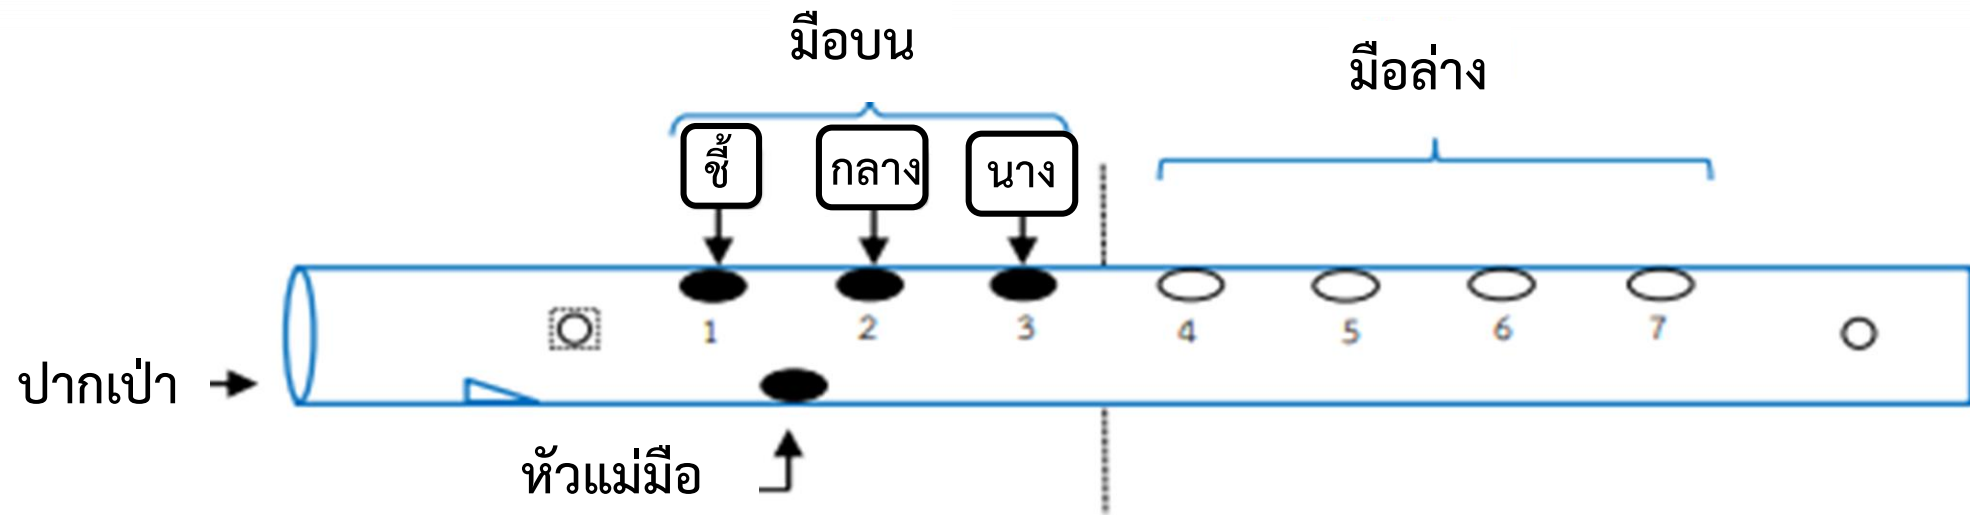 มือบน
มือล่าง
ชี้ กลาง นาง
1 2 3 4 5 6 7
ปากเป่า
หัวแม่มือ